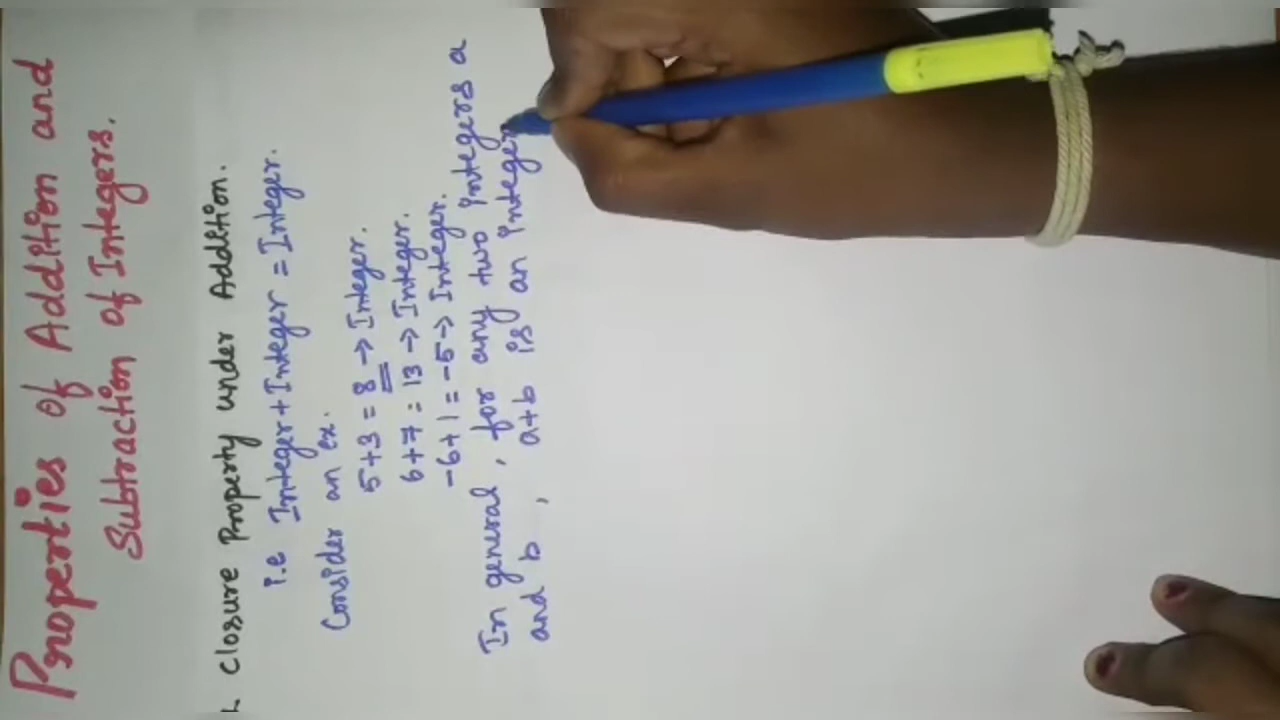 Properties of Addition and
Subtraction of Integers.
1. Closure Property under Addition.
i.e Integer+Integer = Integer.
Consider an ex.
5+3 = 8 → Integer.
6+7 = 13 → Integer.
-6+1 = -5 → Integer.
In general, for any two integers a
and b, a+b is an integer